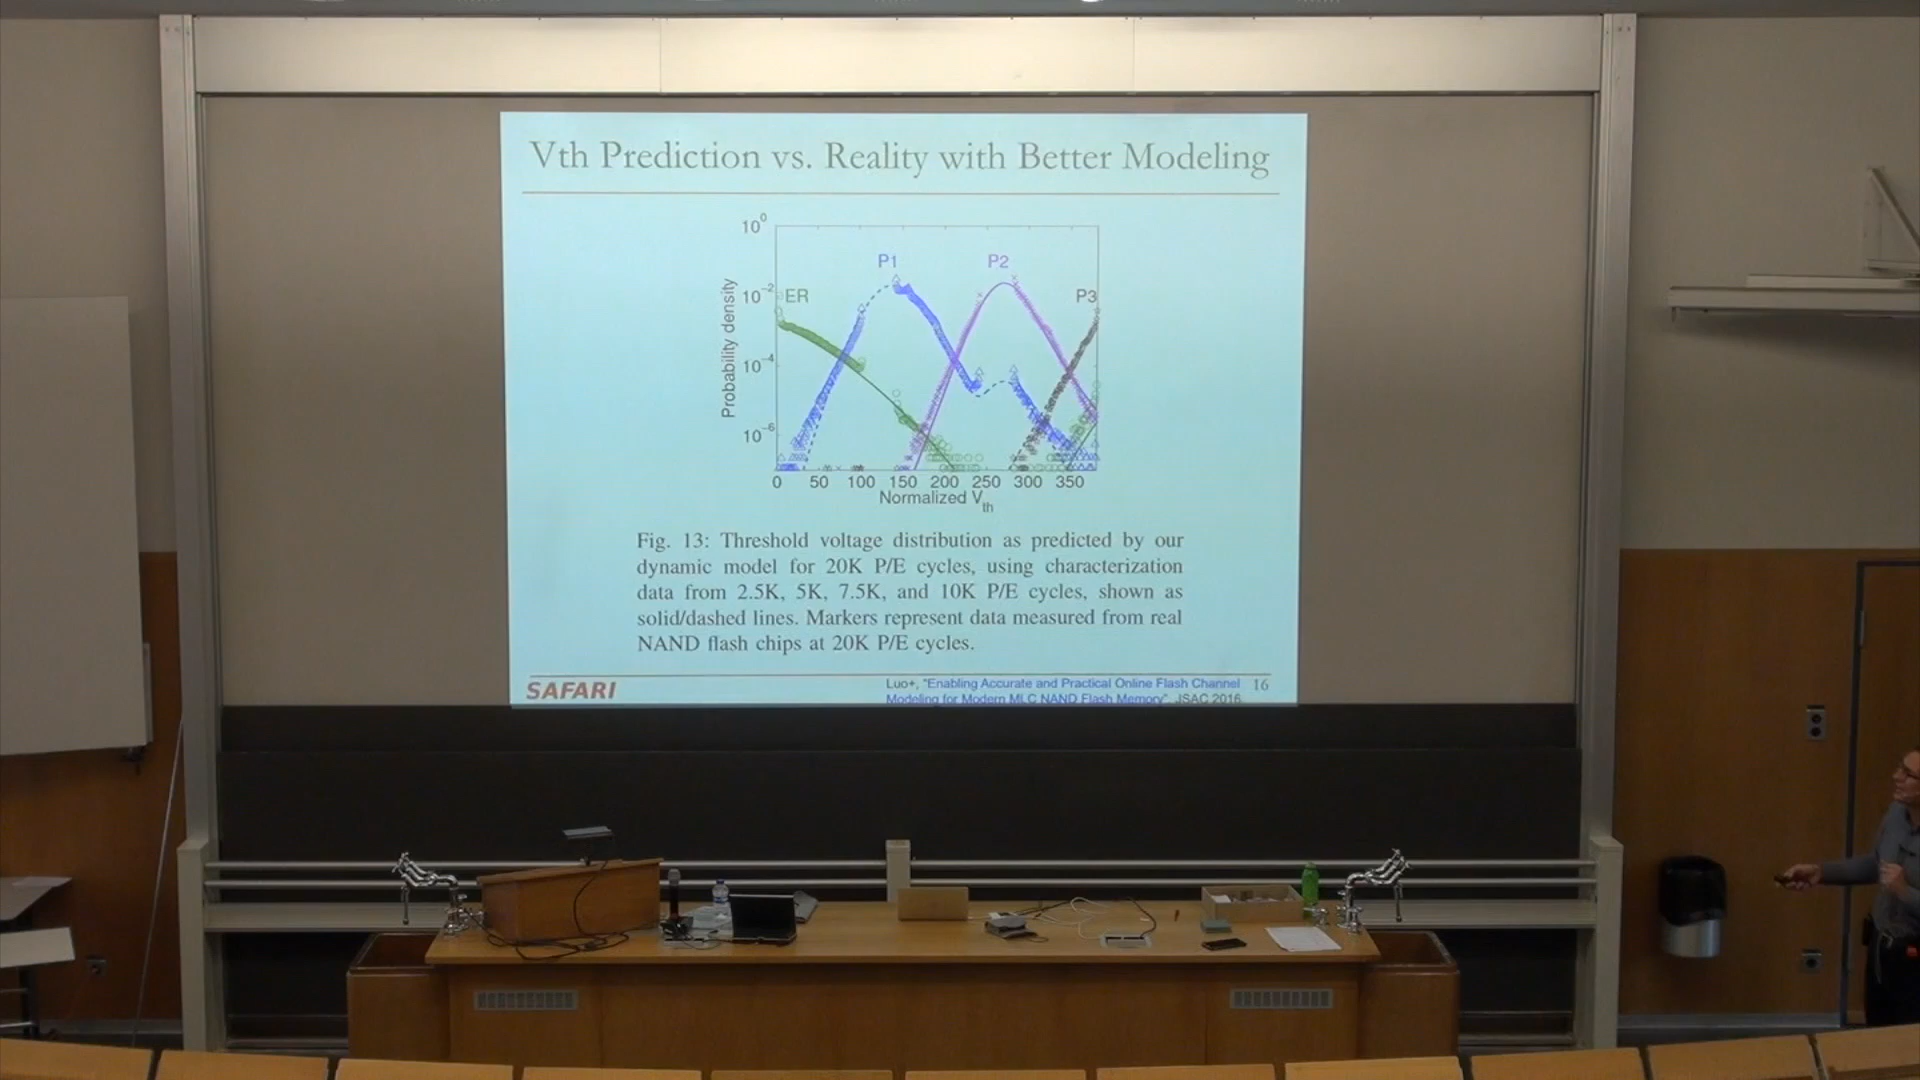 Vth Prediction vs. Reality with Better Modeling
10^0
P1
P2
10^-2
ER
P3
Probability density
10^-4
10^-6
0 50 100 150 200 250 300 350
Normalized V_th
Fig. 13: Threshold voltage distribution as predicted by our
dynamic model for 20K P/E cycles, using characterization
data from 2.5K, 5K, 7.5K, and 10K P/E cycles, shown as
solid/dashed lines. Markers represent data measured from real
NAND flash chips at 20K P/E cycles.
SAFARI
Luo+, "Enabling Accurate and Practical Online Flash Channel
Modeling for Modern MLC NAND Flash Memory", JSAC 2016.
16